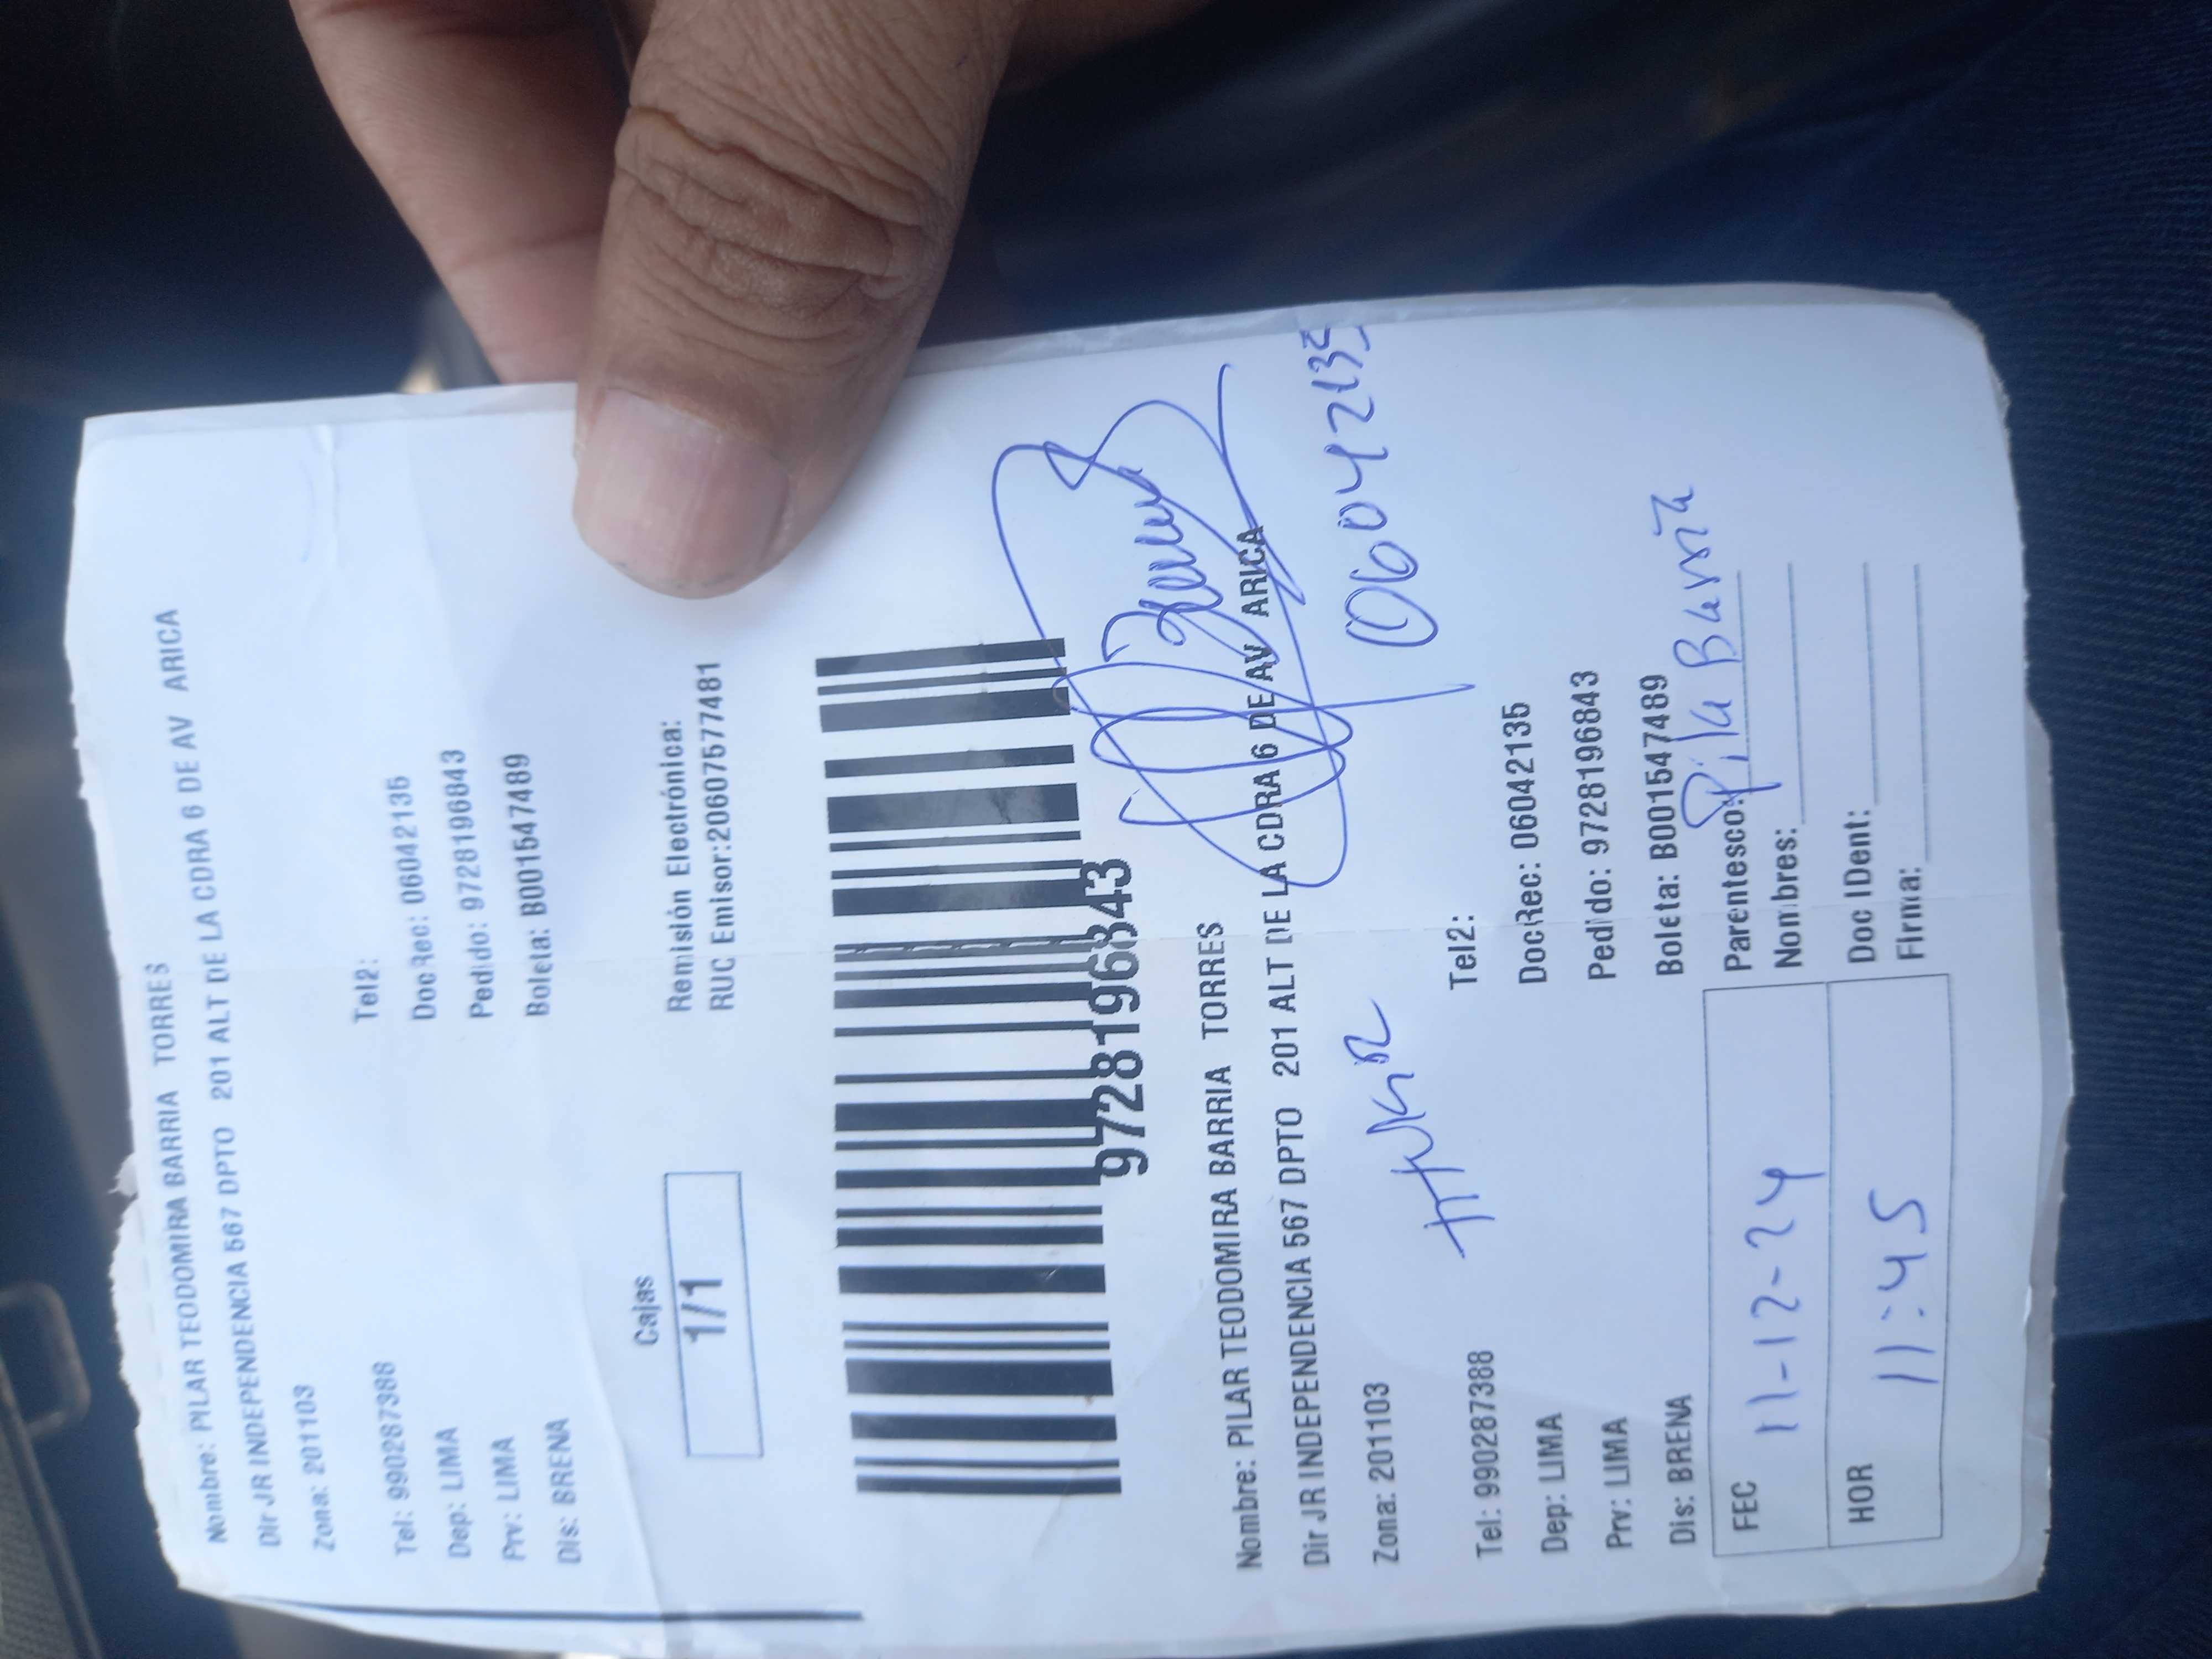 Nombre: PILAR TEODOMIRA BARRIA TORRES
Dir JR INDEPENDENCIA 567 DPTO 201 ALT DE LA CDRA 6 DE AV ARICA
Zona: 201103
Tel: 990287388 Tel2:
Dep: LIMA DocRec: 06042135
Prv: LIMA Pedido: 9728196843
Dis: BRENA Boleta: B001547489
Cajas
1/1
Remisión Electrónica:
RUC Emisor:20607577481
9728196843
Nombre: PILAR TEODOMIRA BARRIA TORRES
Dir JR INDEPENDENCIA 567 DPTO 201 ALT DE LA CDRA 6 DE AV ARICA
Zona: 201103
06042135
Tel: 990287388 Tel2:
Dep: LIMA DocRec: 06042135
Prv: LIMA Pedido: 9728196843
Dis: BRENA Boleta: B001547489
FEC 11-12-24 Parentesco:
Nombres:
HOR 11:45 Doc IDent:
FIrma: